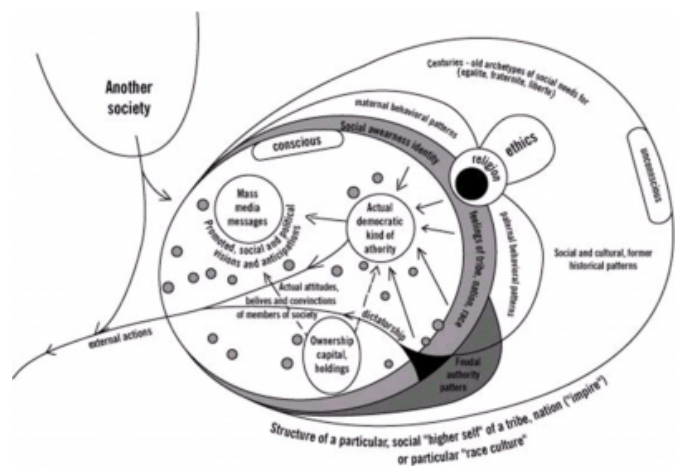 Another
society
Centuries - old archetypes of social needs for
(egalite, fraternite, liberte)
maternal behavioral patterns
Social awareness identity
conscious
unconscious
ethics
religion
Mass
media
messages
Promoted, social and political
visions and anticipations
Actual
democratic
kind of
athority
feelings of tribe, nation, race
paternal behavioral patterns
Social and cultural, former
historical patterns
Actual attitudes,
belives and convictions
of members of society
dictatorship
external actions
Ownership
capital,
holdings
Feudal
authority
pattern
Structure of a particular, social "higher self" of a tribe, nation ("impire")
or particular "race culture"